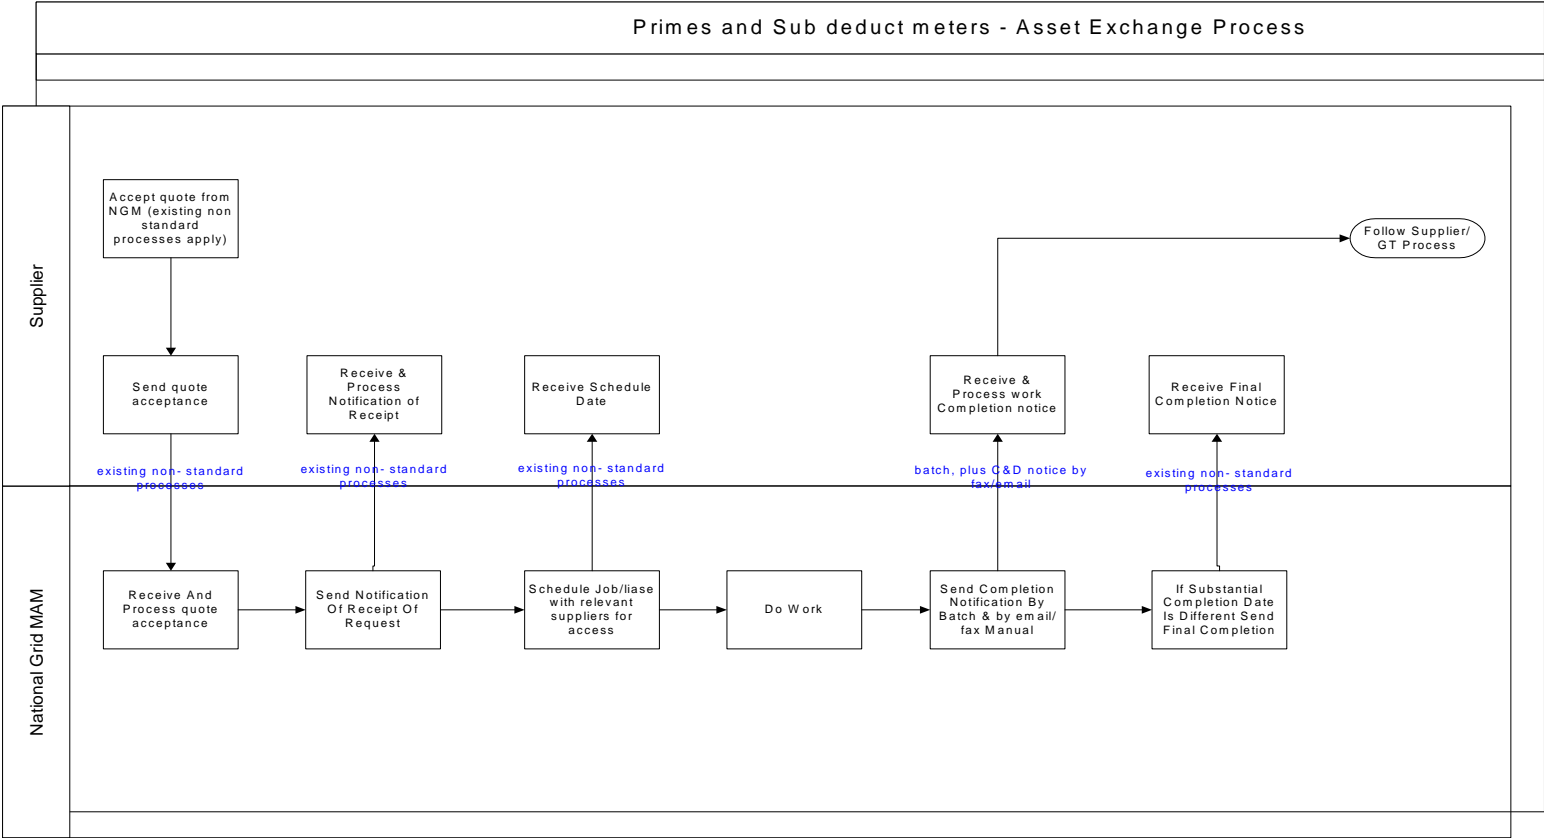 Primes and Sub deduct meters - Asset Exchange Process
Supplier
Accept quote from
NGM (existing non
standard
processes apply)
Follow Supplier/
GT Process
Send quote
acceptance
Receive &
Process
Notification of
Receipt
Receive Schedule
Date
Receive &
Process work
Completion notice
Receive Final
Completion Notice
existing non- standard
processes
existing non- standard
processes
existing non- standard
processes
batch, plus C&D notice by
fax/email
existing non- standard
processes
National Grid MAM
Receive And
Process quote
acceptance
Send Notification
Of Receipt Of
Request
Schedule Job/liase
with relevant
suppliers for
access
Do Work
Send Completion
Notification By
Batch & by email/
fax Manual
If Substantial
Completion Date
Is Different Send
Final Completion